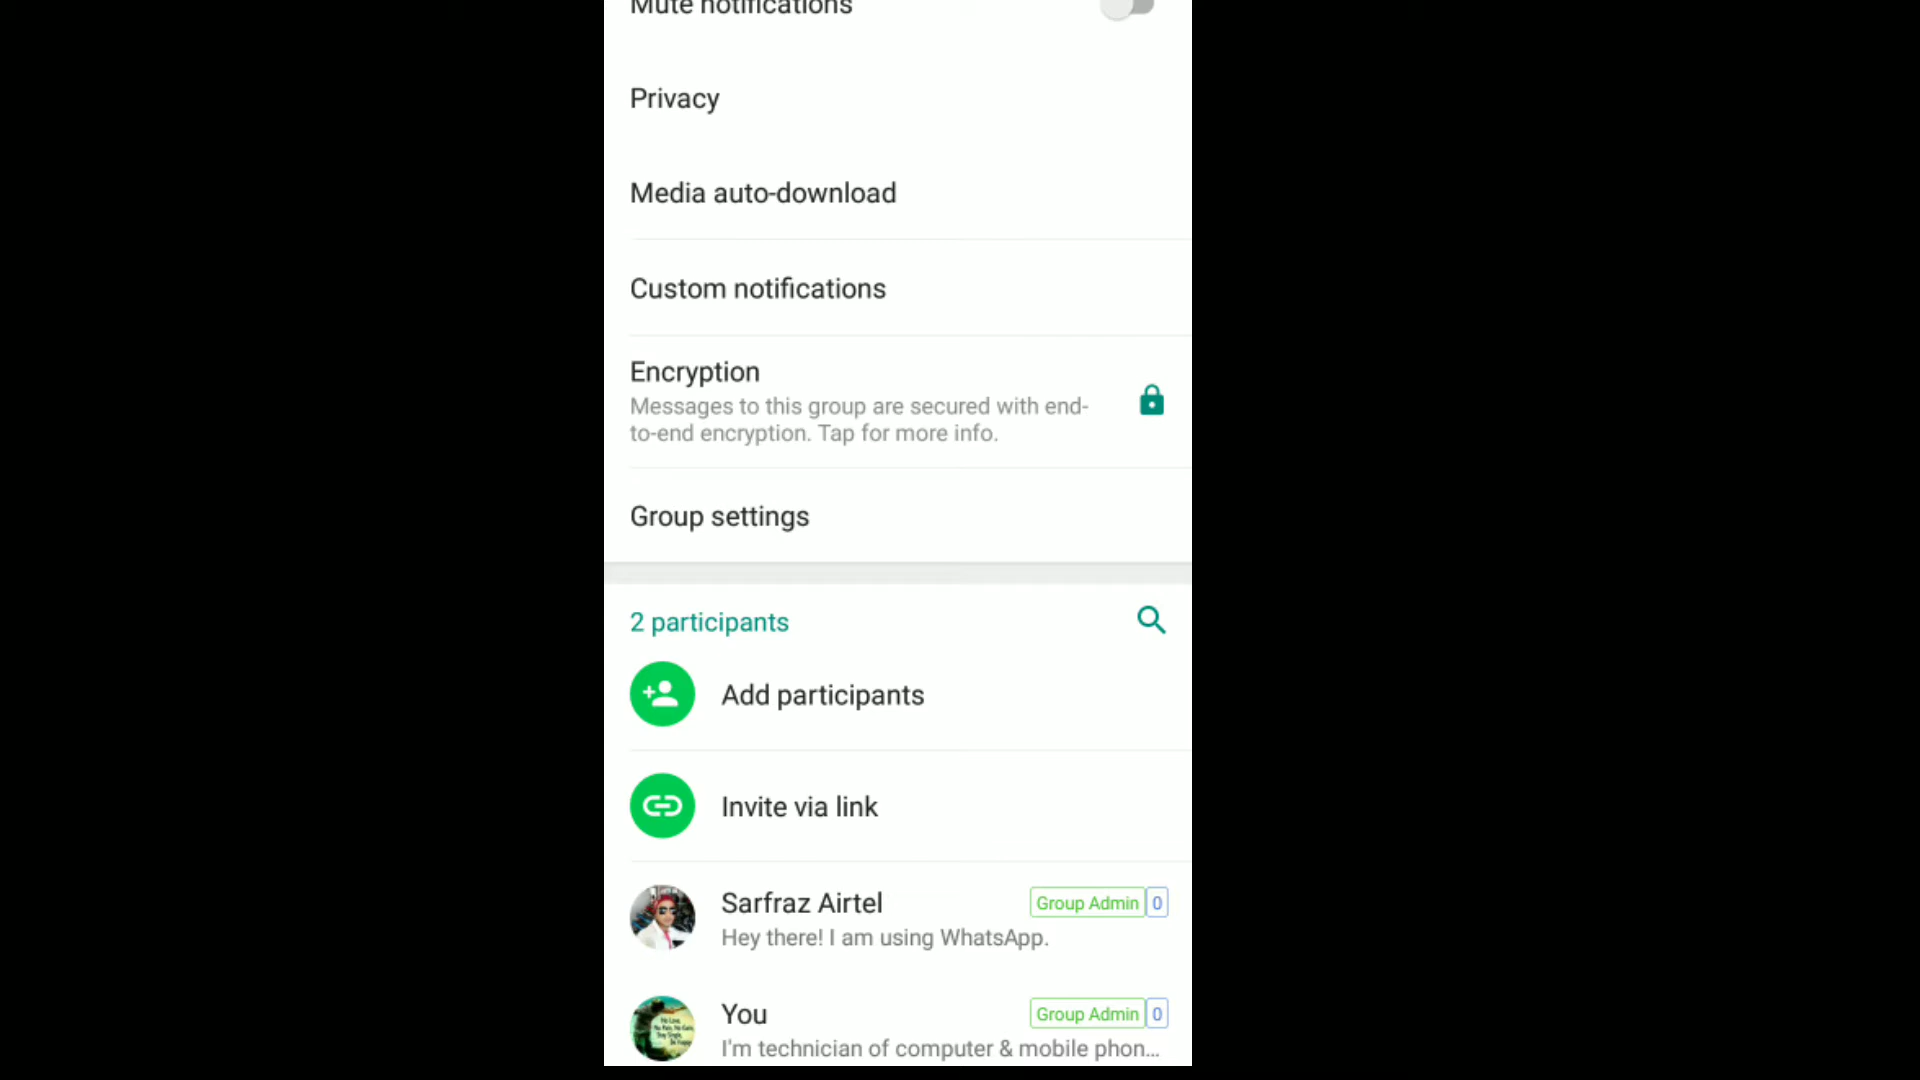 Mute notifications
Privacy
Media auto-download
Custom notifications
Encryption
Messages to this group are secured with end-
to-end encryption. Tap for more info.
Group settings
2 participants
Add participants
Invite via link
Sarfraz Airtel
Group Admin 0
Hey there! I am using WhatsApp.
You
Group Admin 0
I'm technician of computer & mobile phon...